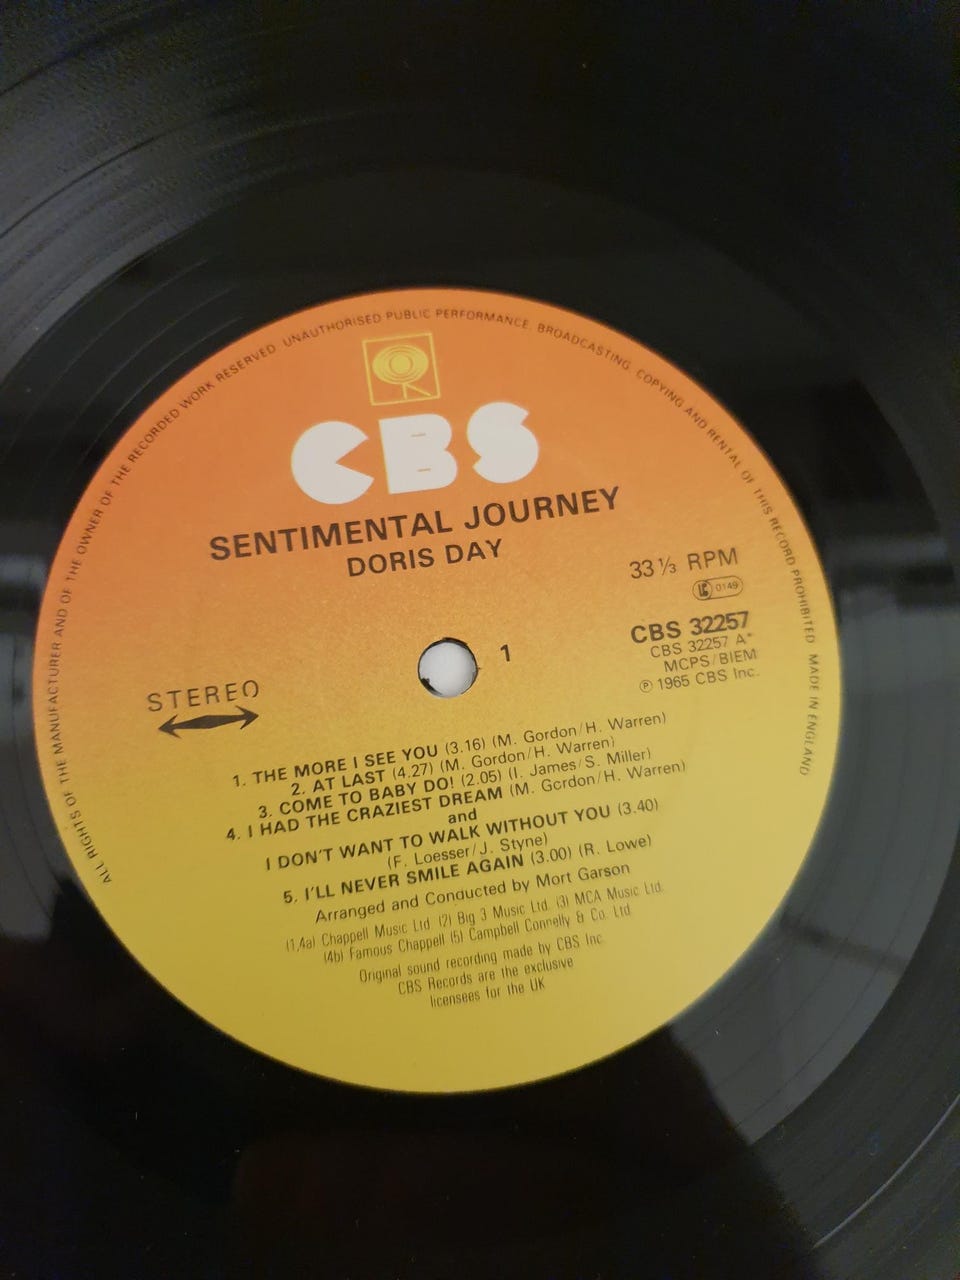 ALL RIGHTS OF THE MANUFACTURER AND OF THE OWNER OF THE RECORDED WORK RESERVED. UNAUTHORISED PUBLIC PERFORMANCE, BROADCASTING, COPYING AND RENTAL OF THIS RECORD PROHIBITED. MADE IN ENGLAND
CBS
SENTIMENTAL JOURNEY
DORIS DAY
33⅓ RPM
LC 0149
CBS 32257
CBS 32257 A*
MCPS/BIEM
℗ 1965 CBS Inc.
1
STEREO
1. THE MORE I SEE YOU (3.16) (M. Gordon/H. Warren)
2. AT LAST (4.27) (M. Gordon/H. Warren)
3. COME TO BABY DO! (2.05) (I. James/S. Miller)
4. I HAD THE CRAZIEST DREAM (M. Gordon/H. Warren)
and
I DON'T WANT TO WALK WITHOUT YOU (3.40)
(F. Loesser/J. Styne)
5. I'LL NEVER SMILE AGAIN (3.00) (R. Lowe)
Arranged and Conducted by Mort Garson
(1,4a) Chappell Music Ltd. (2) Big 3 Music Ltd. (3) MCA Music Ltd.
(4b) Famous Chappell (5) Campbell Connelly & Co. Ltd
Original sound recording made by CBS Inc.
CBS Records are the exclusive
licensees for the UK